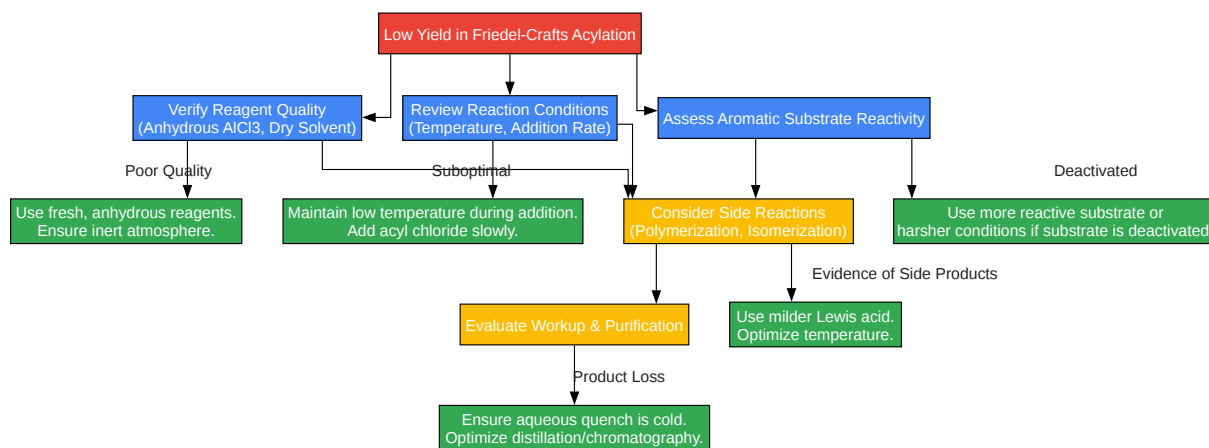 Low Yield in Friedel-Crafts Acylation
Verify Reagent Quality
(Anhydrous AlCl3, Dry Solvent)
Review Reaction Conditions
(Temperature, Addition Rate)
Assess Aromatic Substrate Reactivity
Poor Quality
Suboptimal
Deactivated
Use fresh, anhydrous reagents.
Ensure inert atmosphere.
Maintain low temperature during addition.
Add acyl chloride slowly.
Consider Side Reactions
(Polymerization, Isomerization)
Use more reactive substrate or
harsher conditions if substrate is deactivated
Evidence of Side Products
Evaluate Workup & Purification
Use milder Lewis acid.
Optimize temperature.
Product Loss
Ensure aqueous quench is cold.
Optimize distillation/chromatography.